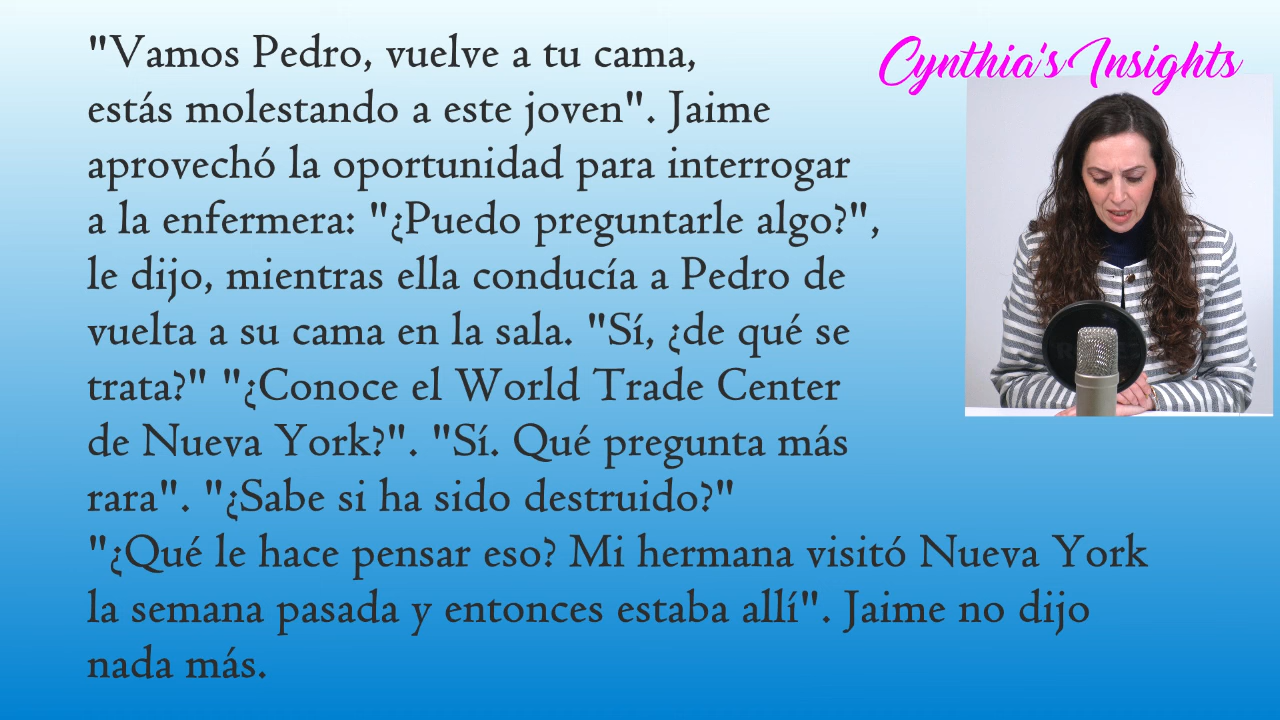 "Vamos Pedro, vuelve a tu cama,
estás molestando a este joven". Jaime
aprovechó la oportunidad para interrogar
a la enfermera: "¿Puedo preguntarle algo?",
le dijo, mientras ella conducía a Pedro de
vuelta a su cama en la sala. "Sí, ¿de qué se
trata?" "¿Conoce el World Trade Center
de Nueva York?". "Sí. Qué pregunta más
rara". "¿Sabe si ha sido destruido?"
"¿Qué le hace pensar eso? Mi hermana visitó Nueva York
la semana pasada y entonces estaba allí". Jaime no dijo
nada más.
Cynthia's Insights